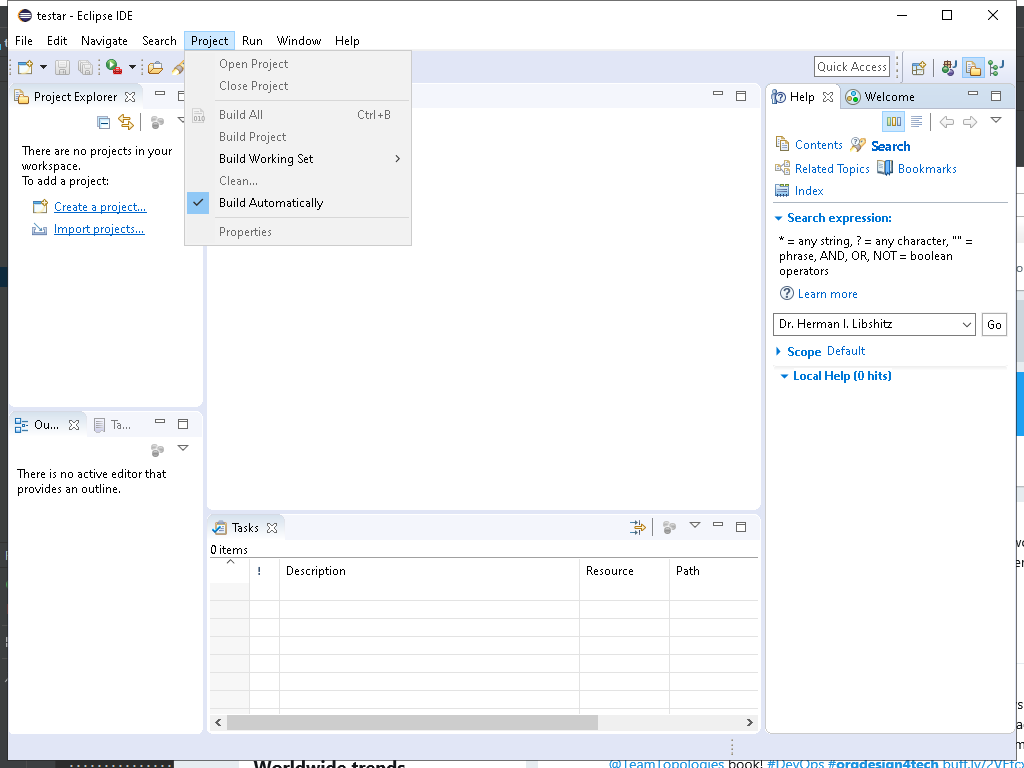 testar - Eclipse IDE
File Edit Navigate Search Project Run Window Help
Quick Access
Open Project
Close Project
Build All Ctrl+B
Build Project
Build Working Set
Clean...
Build Automatically
Properties
Project Explorer
There are no projects in your
workspace.
To add a project:
Create a project...
Import projects...
Ou... Ta...
There is no active editor that
provides an outline.
Tasks
0 items
! Description Resource Path
Help Welcome
Contents Search
Related Topics Bookmarks
Index
Search expression:
* = any string, ? = any character, "" =
phrase, AND, OR, NOT = boolean
operators
Learn more
Dr. Herman I. Libshitz Go
Scope Default
Local Help (0 hits)
Worldwide trends
@TeamTopologies book! #DevOps #orgdesign4tech